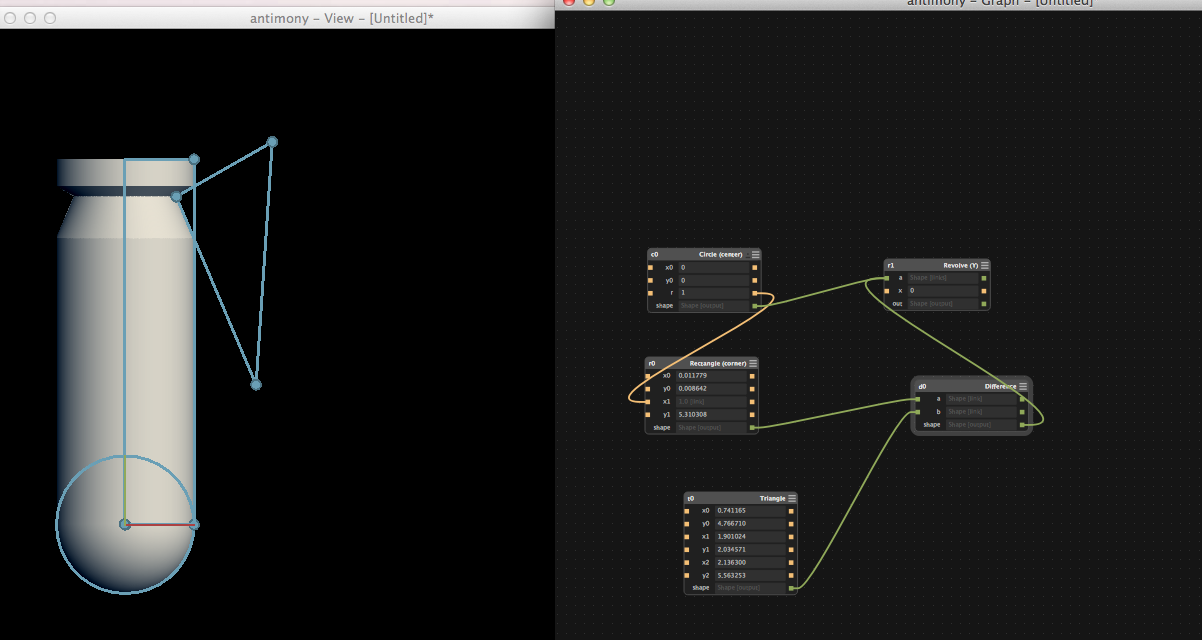 antimony – View – [Untitled]*
antimony – Graph – [Untitled]
c0 Circle (center)
x0 0
y0 0
r 1
shape Shape [output]
r1 Revolve (Y)
a Shape [links]
x 0
out Shape [output]
r0 Rectangle (corner)
x0 0,011779
y0 0,008642
x1 1.0 [link]
y1 5,310308
shape Shape [output]
d0 Difference
a Shape [link]
b Shape [link]
shape Shape [output]
t0 Triangle
x0 0,741165
y0 4,766710
x1 1,901024
y1 2,034571
x2 2,136300
y2 5,563253
shape Shape [output]